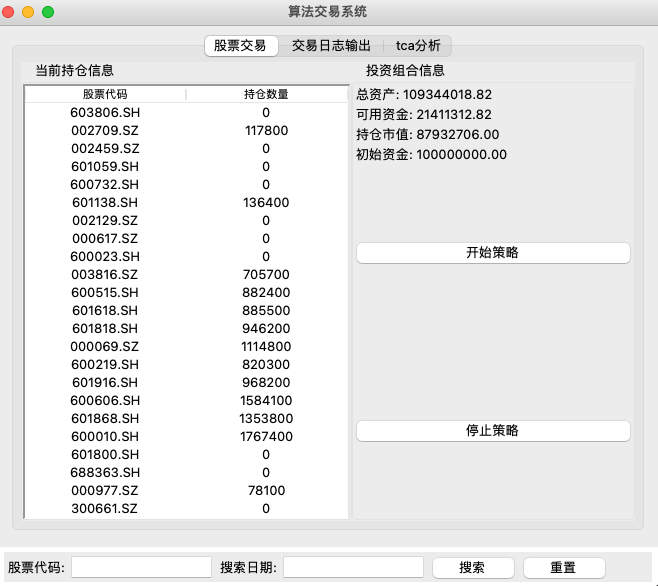 算法交易系统
股票交易 交易日志输出 tca分析
当前持仓信息
股票代码 持仓数量
603806.SH 0
002709.SZ 117800
002459.SZ 0
601059.SH 0
600732.SH 0
601138.SH 136400
002129.SZ 0
000617.SZ 0
600023.SH 0
003816.SZ 705700
600515.SH 882400
601618.SH 885500
601818.SH 946200
000069.SZ 1114800
600219.SH 820300
601916.SH 968200
600606.SH 1584100
601868.SH 1353800
600010.SH 1767400
601800.SH 0
688363.SH 0
000977.SZ 78100
300661.SZ 0
投资组合信息
总资产: 109344018.82
可用资金: 21411312.82
持仓市值: 87932706.00
初始资金: 100000000.00
开始策略
停止策略
股票代码: 搜索日期: 搜索 重置